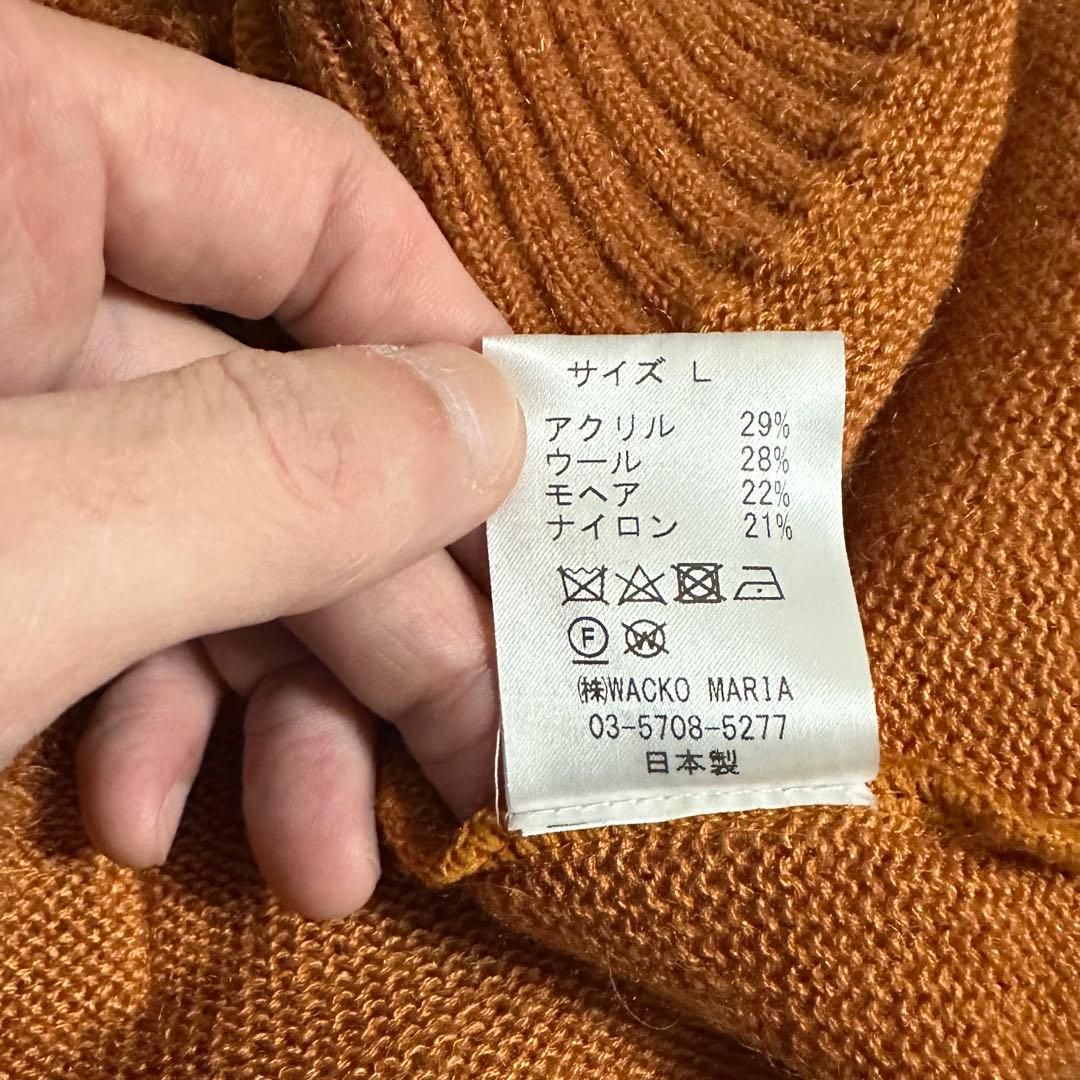 サイズ L
アクリル 29%
ウール 28%
モヘア 22%
ナイロン 21%
F W
㈱WACKO MARIA
03-5708-5277
日本製